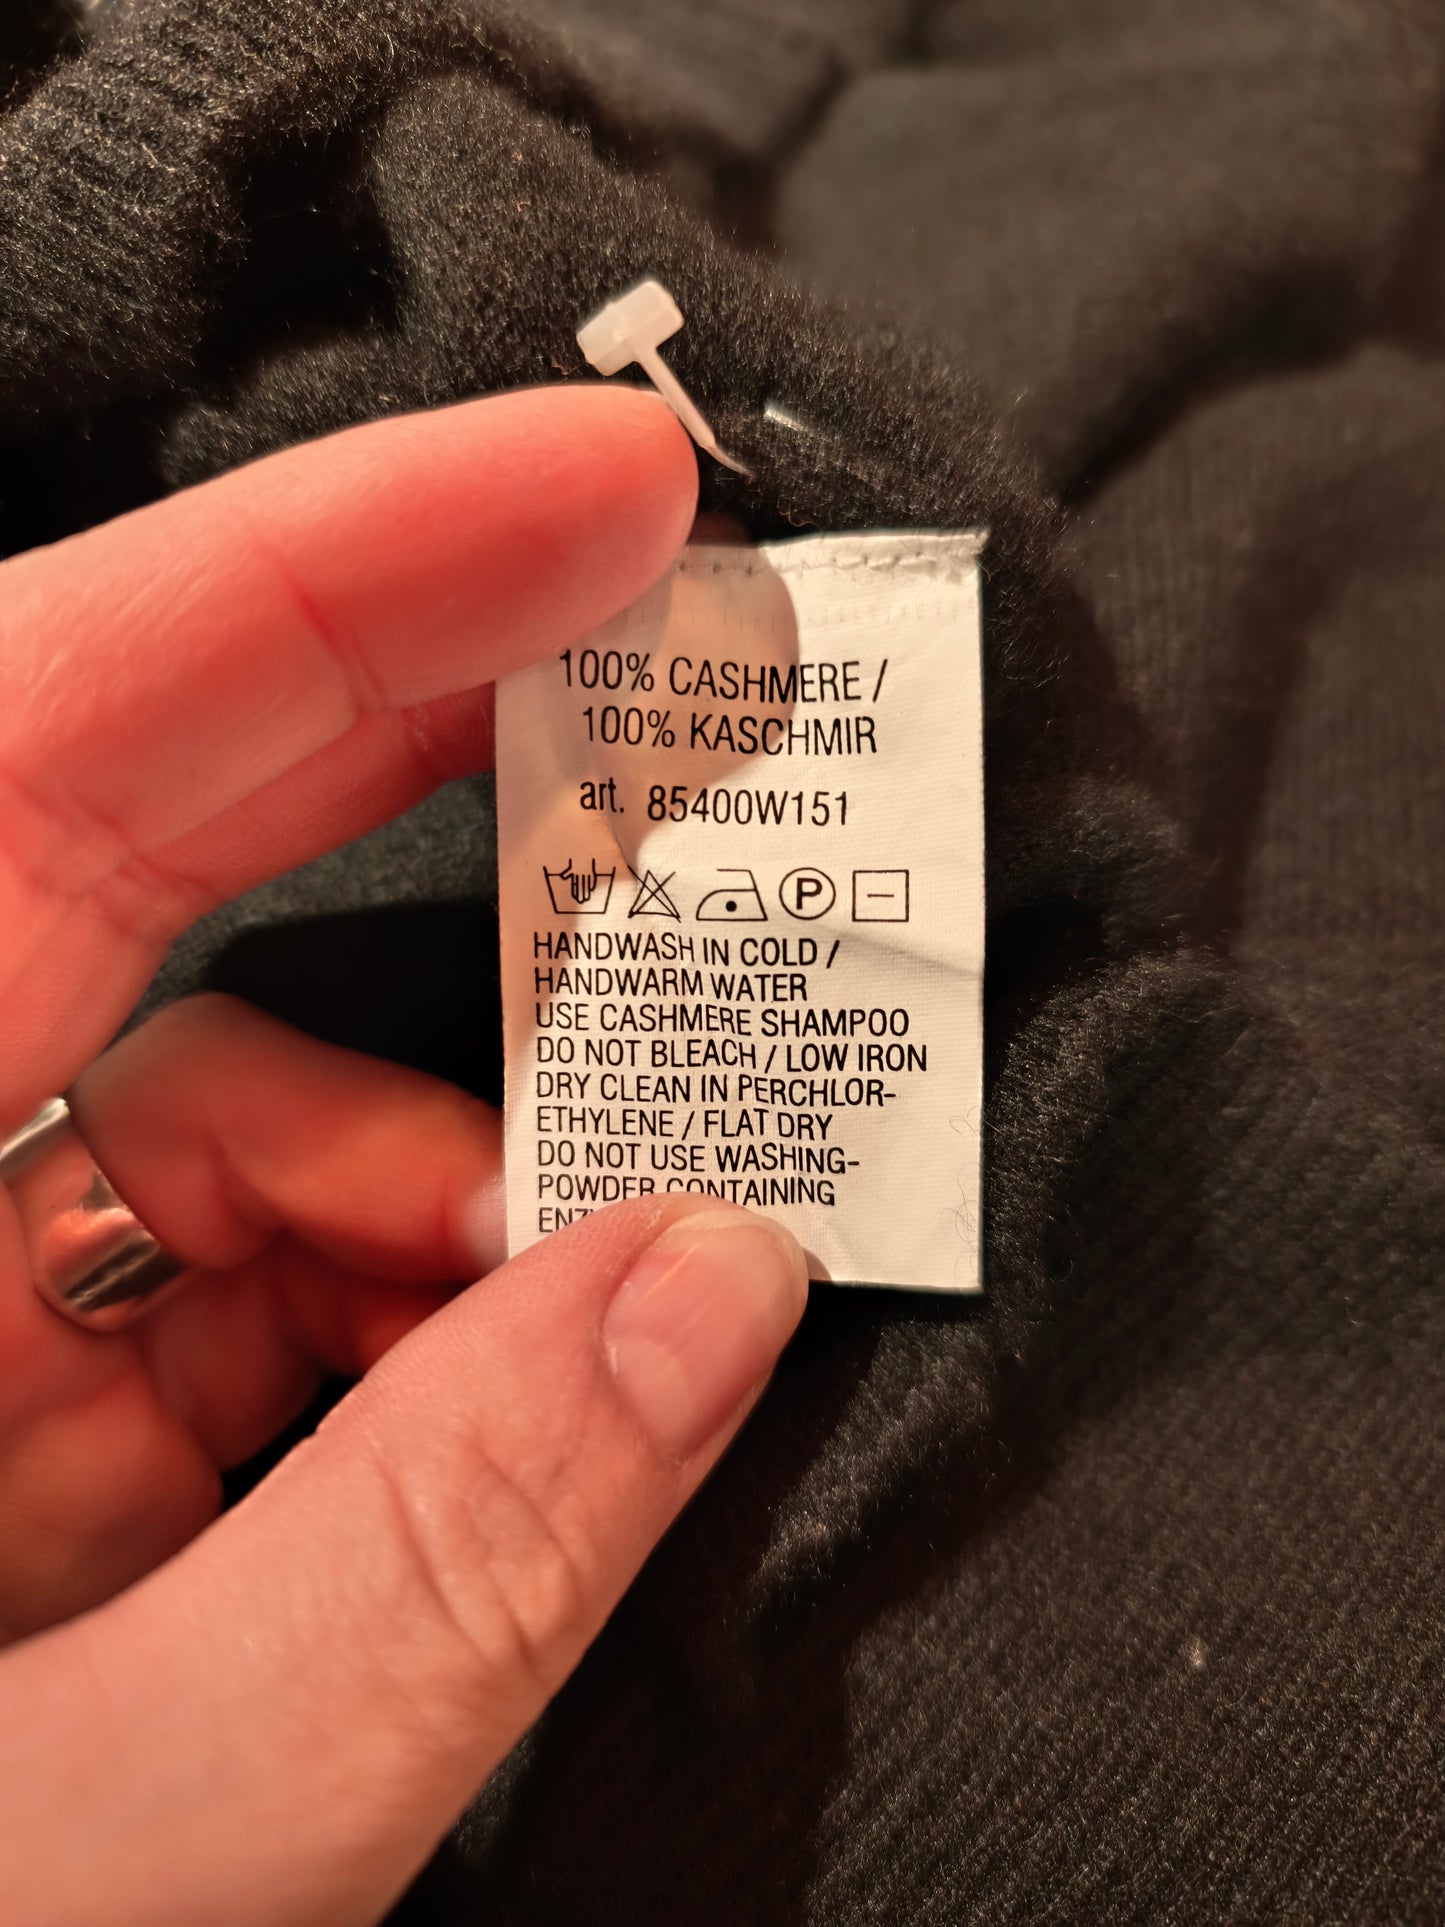 100% CASHMERE /
100% KASCHMIR
art. 85400W151
P
HANDWASH IN COLD /
HANDWARM WATER
USE CASHMERE SHAMPOO
DO NOT BLEACH / LOW IRON
DRY CLEAN IN PERCHLOR-
ETHYLENE / FLAT DRY
DO NOT USE WASHING-
POWDER CONTAINING